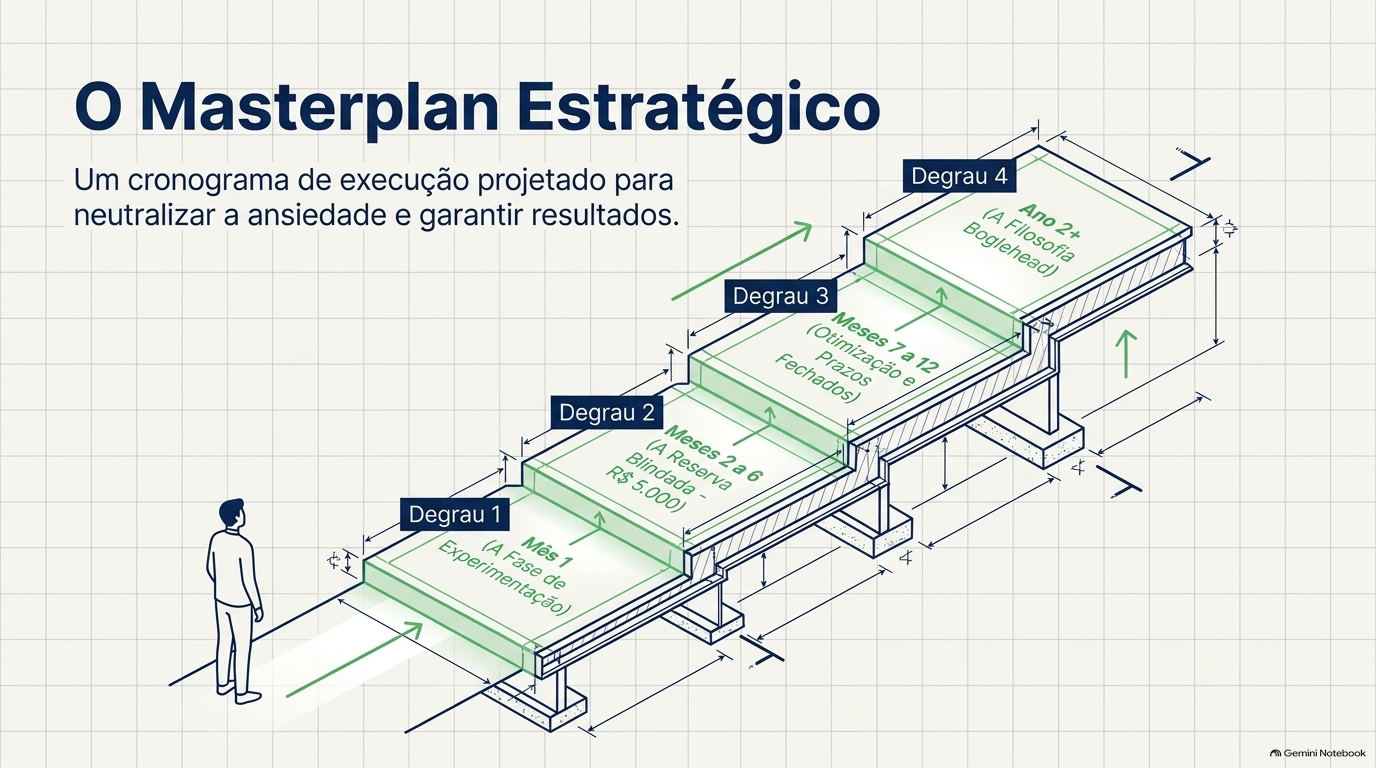 O Masterplan Estratégico
Um cronograma de execução projetado para
neutralizar a ansiedade e garantir resultados.
Degrau 4
Ano 2+
(A Filosofia
Boglehead)
Degrau 3
Meses 7 a 12
(Otimização e
Prazos
Fechados)
Degrau 2
Meses 2 a 6
(A Reserva
Blindada -
R$ 5.000)
Degrau 1
Mês 1
(A Fase de
Experimentação)
Gemini Notebook